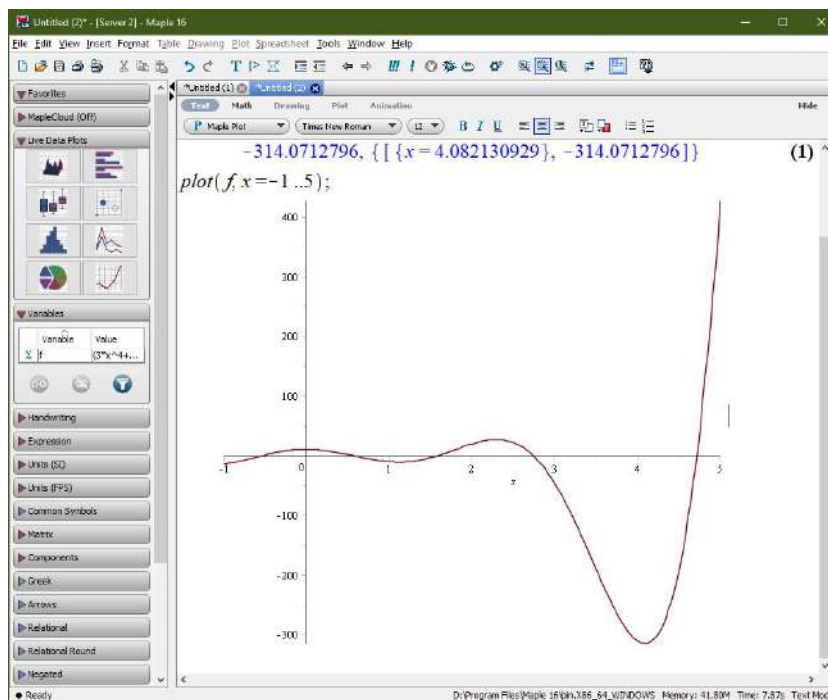 Untitled (2)* - [Server 2] - Maple 16
File Edit View Insert Format Table Drawing Plot Spreadsheet Tools Window Help
*Untitled (1)
*Untitled (2)
Text Math Drawing Plot Animation Hide
P Maple Plot Times New Roman 12 B I U
Favorites
MapleCloud (Off)
Live Data Plots
Variables
Variable Value
f (3*x^4+...
Handwriting
Expression
Units (SI)
Units (FPS)
Common Symbols
Matrix
Components
Greek
Arrows
Relational
Relational Round
Negated
-314.0712796, {[{x = 4.082130929}, -314.0712796]} (1)
plot(f, x = -1 ..5);
400
300
200
100
-1 0 1 2 3 4 5
x
-100
-200
-300
Ready
D:\Program Files\Maple 16\bin.X86_64_WINDOWS Memory: 41.80M Time: 7.87s Text Mod